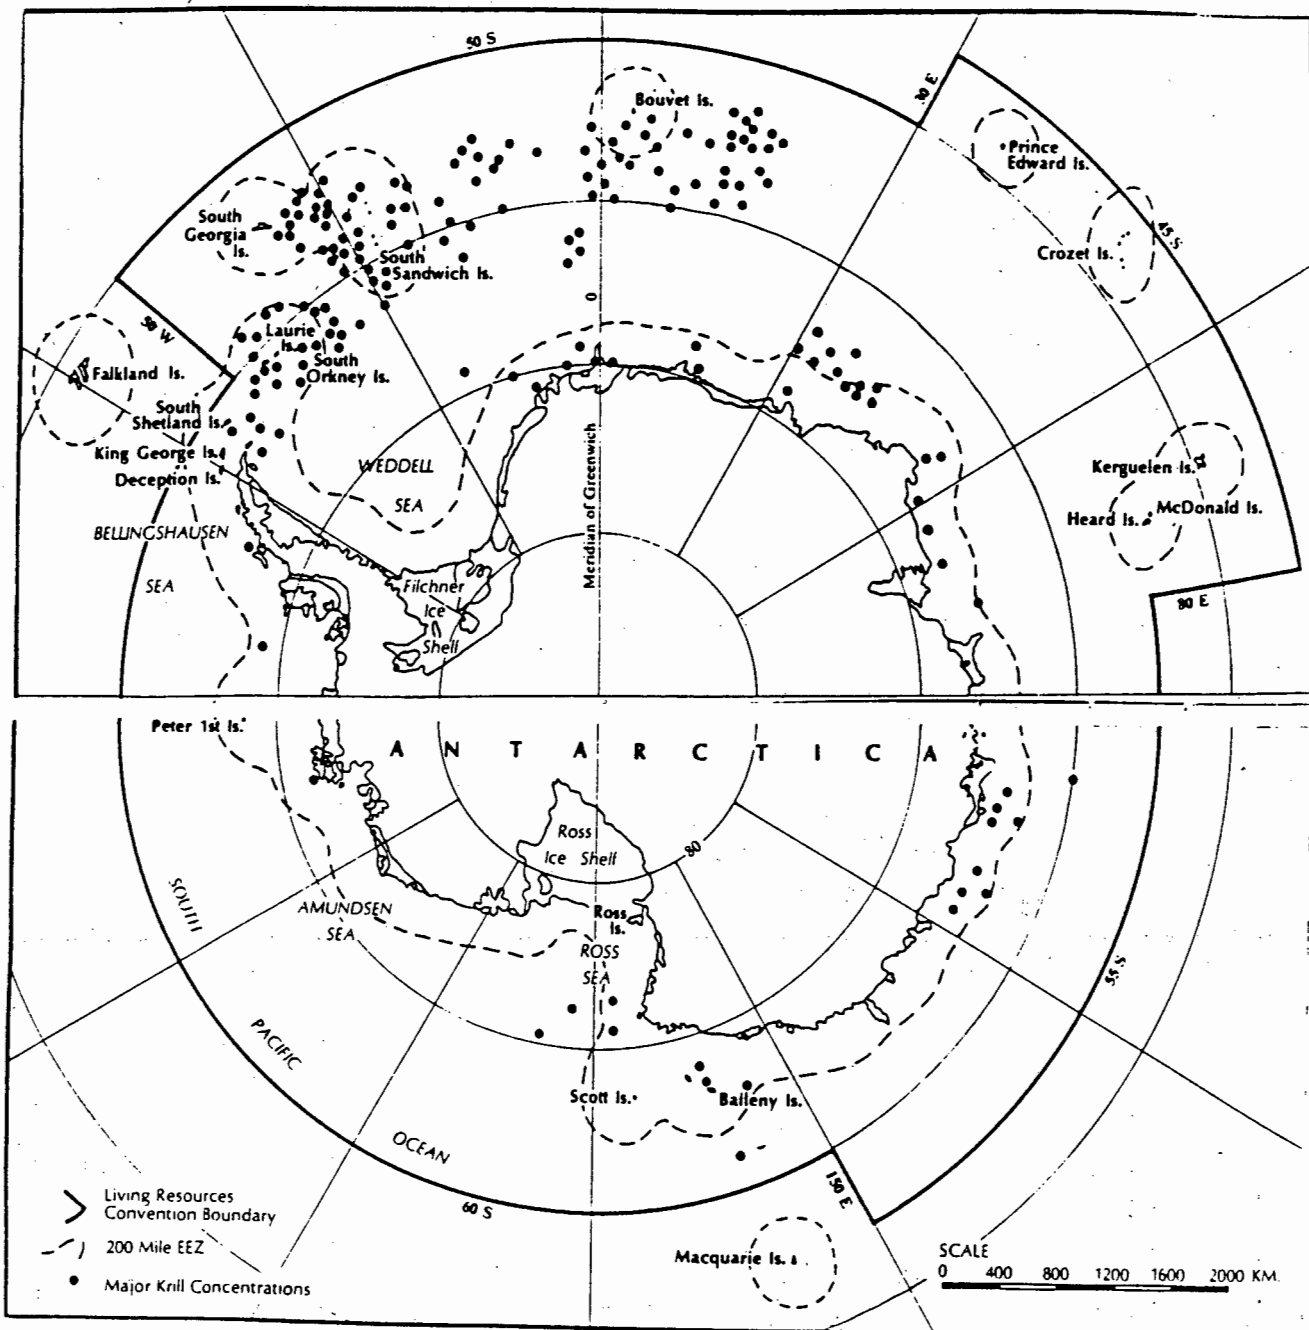 50 S
Bouvet Is.
30 E
Prince
Edward Is.
South
Georgia
Is.
45 S
Crozet Is.
South
Sandwich Is.
0
50 W
Laurie
Is.
South
Orkney Is.
Falkland Is.
South
Shetland Is.
King George Is.
Deception Is.
WEDDELL
SEA
Meridian of Greenwich
Kerguelen Is.
Heard Is.
McDonald Is.
BELLINGSHAUSEN
SEA
Filchner
Ice
Shelf
80 E
Peter 1st Is.
ANTARCTICA
Ross
Ice Shelf
80
SOUTH
PACIFIC
OCEAN
AMUNDSEN
SEA
Ross
Is.
ROSS
SEA
55 S
Scott Is.
Balleny Is.
150 E
60 S
Macquarie Is.
Living Resources
Convention Boundary
200 Mile EEZ
Major Krill Concentrations
SCALE
0 400 800 1200 1600 2000 KM.